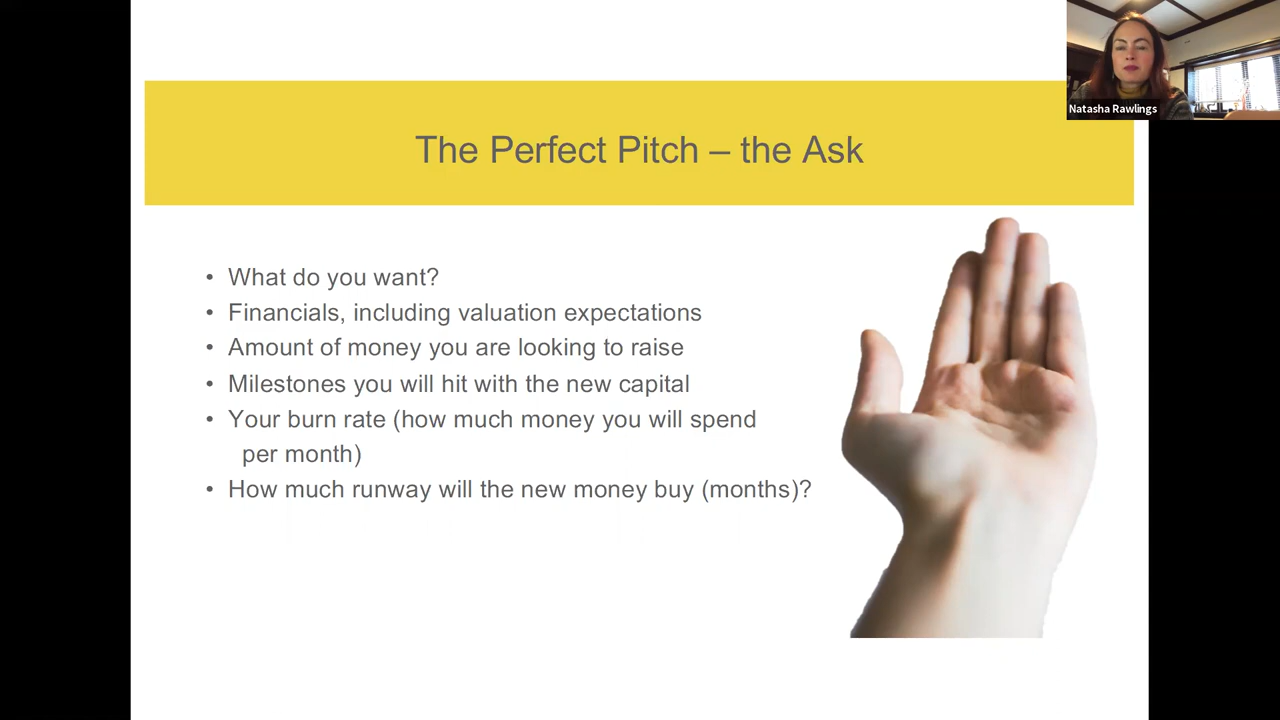 Natasha Rawlings
The Perfect Pitch – the Ask
• What do you want?
• Financials, including valuation expectations
• Amount of money you are looking to raise
• Milestones you will hit with the new capital
• Your burn rate (how much money you will spend
per month)
• How much runway will the new money buy (months)?